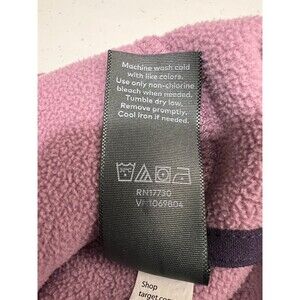 Machine wash cold
with like colors.
Use only non-chlorine
bleach when needed.
Tumble dry low.
Remove promptly.
Cool Iron if needed.
RN17730
VF1069804
Shop
target.com